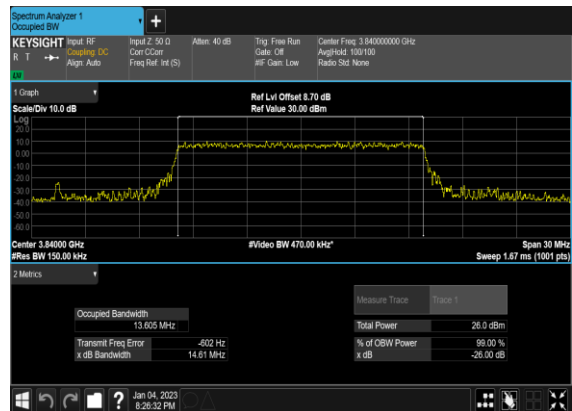 Spectrum Analyzer 1
Occupied BW
+
KEYSIGHT Input: RF Input Z: 50 Ω Atten: 40 dB Trig: Free Run Center Freq: 3.840000000 GHz
R T Coupling: DC Corr CCorr Gate: Off Avg|Hold: 100/100
Align: Auto Freq Ref: Int (S) #IF Gain: Low Radio Std: None
1 Graph Ref Lvl Offset 8.70 dB
Scale/Div 10.0 dB Ref Value 30.00 dBm
Log
20.0
10.0
0.00
-10.0
-20.0
-30.0
-40.0
-50.0
-60.0
Center 3.84000 GHz #Video BW 470.00 kHz* Span 30 MHz
#Res BW 150.00 kHz Sweep 1.67 ms (1001 pts)
2 Metrics
Measure Trace Trace 1
Occupied Bandwidth
13.605 MHz Total Power 26.0 dBm
Transmit Freq Error -602 Hz % of OBW Power 99.00 %
x dB Bandwidth 14.61 MHz x dB -26.00 dB
? Jan 04, 2023
8:26:32 PM